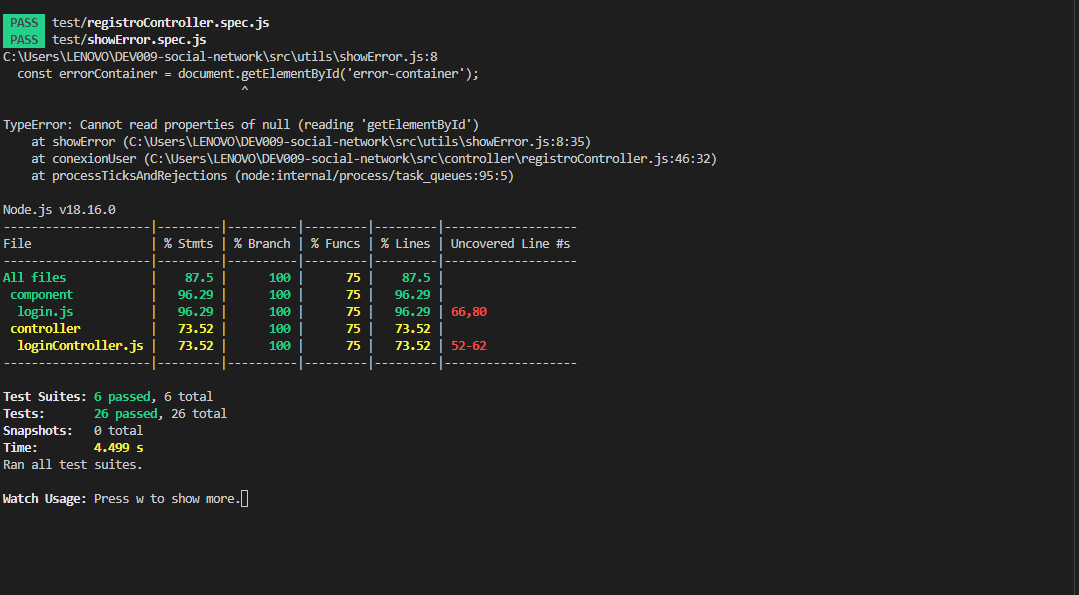 PASS test/registroController.spec.js
PASS test/showError.spec.js
C:\Users\LENOVO\DEV009-social-network\src\utils\showError.js:8
  const errorContainer = document.getElementById('error-container');
                                  ^

TypeError: Cannot read properties of null (reading 'getElementById')
    at showError (C:\Users\LENOVO\DEV009-social-network\src\utils\showError.js:8:35)
    at conexionUser (C:\Users\LENOVO\DEV009-social-network\src\controller\registroController.js:46:32)
    at processTicksAndRejections (node:internal/process/task_queues:95:5)

Node.js v18.16.0
---------------------|---------|----------|---------|---------|-------------------
File                 | % Stmts | % Branch | % Funcs | % Lines | Uncovered Line #s
---------------------|---------|----------|---------|---------|-------------------
All files            |    87.5 |      100 |      75 |    87.5 |
 component           |   96.29 |      100 |      75 |   96.29 |
  login.js           |   96.29 |      100 |      75 |   96.29 | 66,80
 controller          |   73.52 |      100 |      75 |   73.52 |
  loginController.js |   73.52 |      100 |      75 |   73.52 | 52-62
---------------------|---------|----------|---------|---------|-------------------

Test Suites: 6 passed, 6 total
Tests:       26 passed, 26 total
Snapshots:   0 total
Time:        4.499 s
Ran all test suites.

Watch Usage: Press w to show more.